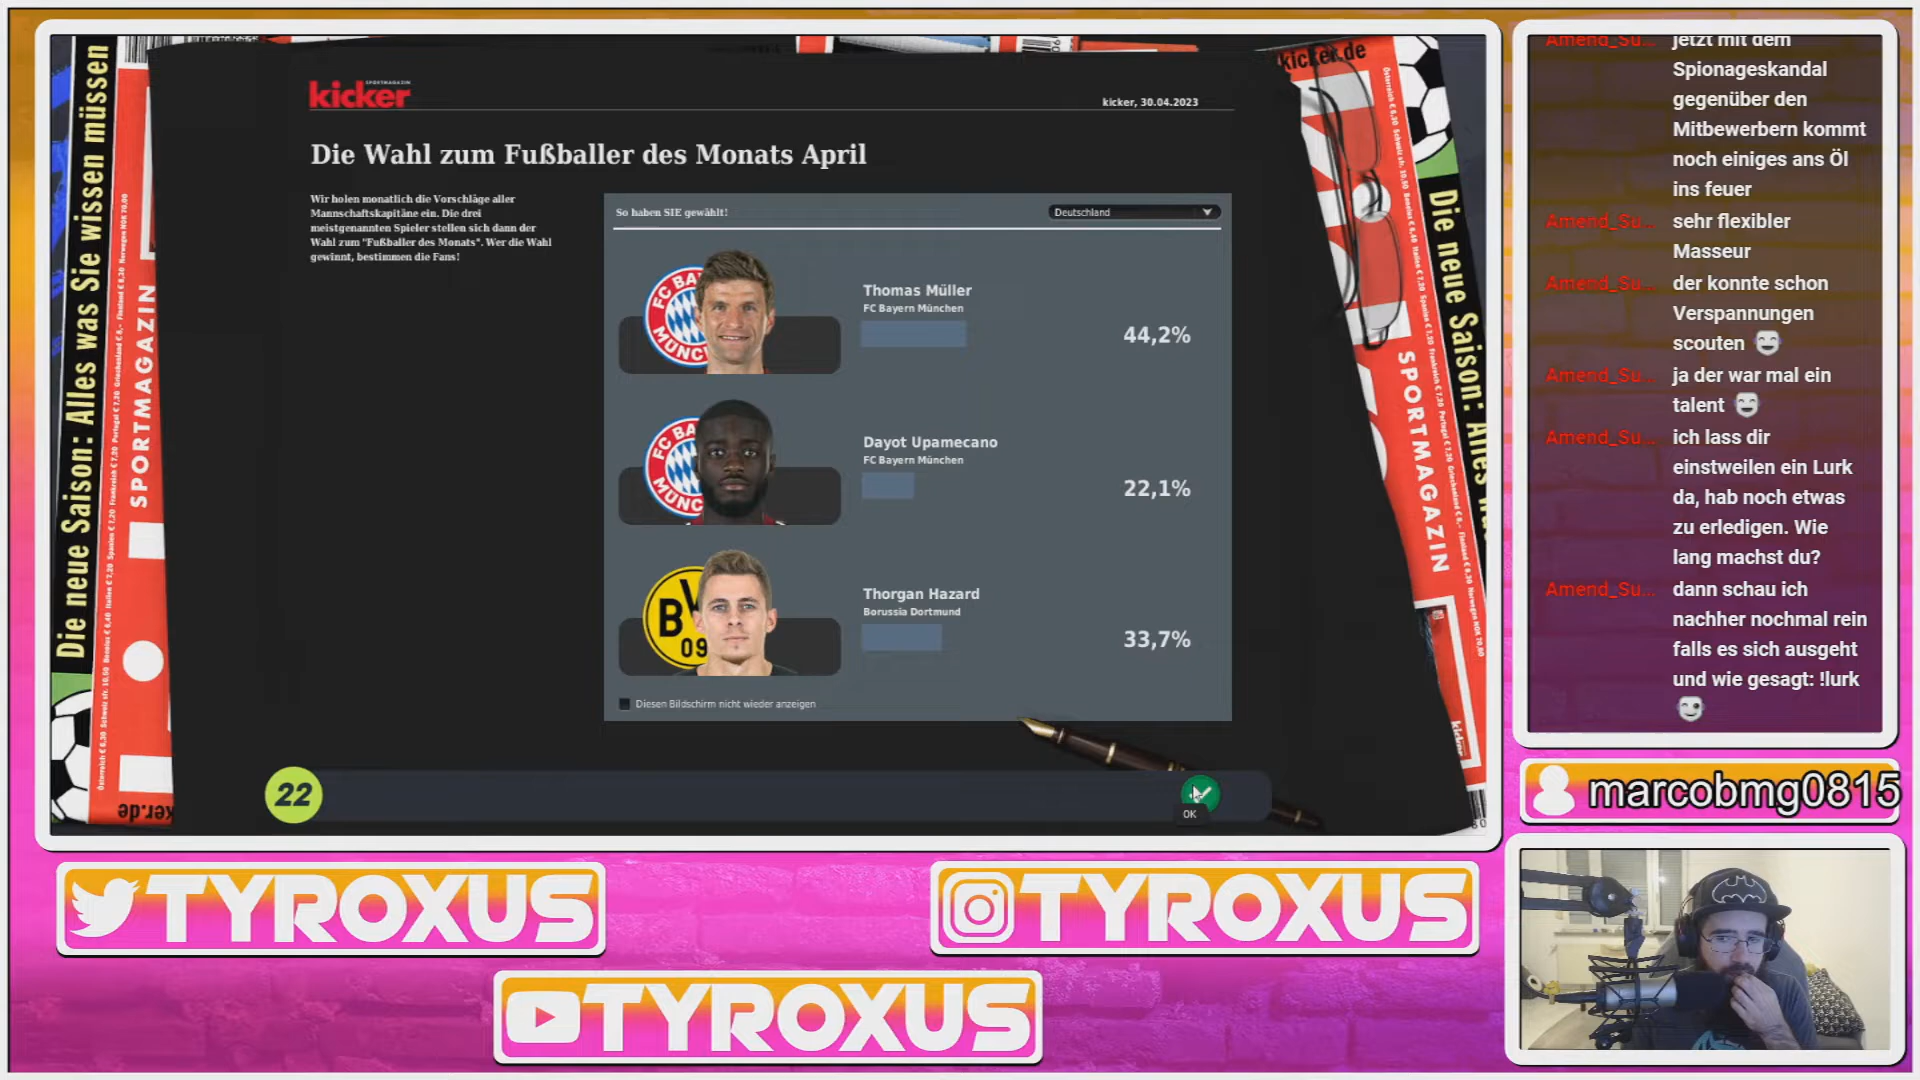 kicker
SPORTMAGAZIN
kicker, 30.04.2023
Die Wahl zum Fußballer des Monats April
Wir holen monatlich die Vorschläge aller
Mannschaftskapitäne ein. Die drei
meistgenannten Spieler stellen sich dann der
Wahl zum "Fußballer des Monats". Wer die Wahl
gewinnt, bestimmen die Fans!
So haben SIE gewählt!
Deutschland
Thomas Müller
FC Bayern München
44,2%
Dayot Upamecano
FC Bayern München
22,1%
Thorgan Hazard
Borussia Dortmund
33,7%
Diesen Bildschirm nicht wieder anzeigen
22
OK
Die neue Saison: Alles was Sie wissen müssen
SPORTMAGAZIN
kicker.de
Die neue Saison: Alles
SPORTMAGAZIN
Amend_Su...
jetzt mit dem
Spionageskandal
gegenüber den
Mitbewerbern kommt
noch einiges ans Öl
ins feuer
Amend_Su... sehr flexibler
Masseur
Amend_Su... der konnte schon
Verspannungen
scouten
Amend_Su... ja der war mal ein
talent
Amend_Su... ich lass dir
einstweilen ein Lurk
da, hab noch etwas
zu erledigen. Wie
lang machst du?
Amend_Su... dann schau ich
nachher nochmal rein
falls es sich ausgeht
und wie gesagt: !lurk
marcobmg0815
TYROXUS
TYROXUS
TYROXUS